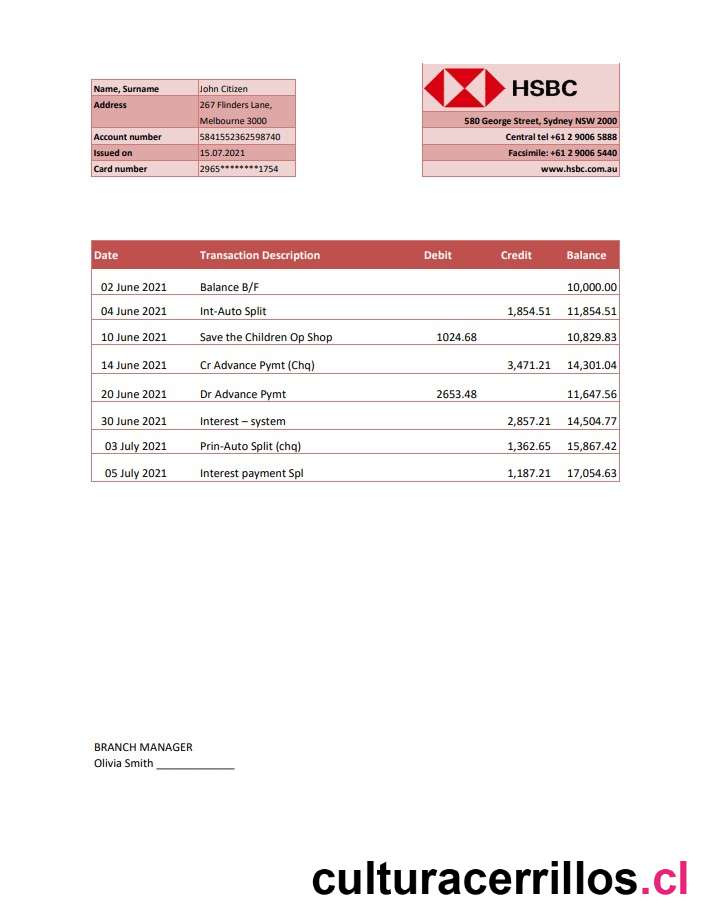 HSBC
Name, Surname John Citizen
Address 267 Flinders Lane,
Melbourne 3000
Account number 5841552362598740
Issued on 15.07.2021
Card number 2965********1754
580 George Street, Sydney NSW 2000
Central tel +61 2 9006 5888
Facsimile: +61 2 9006 5440
www.hsbc.com.au
Date Transaction Description Debit Credit Balance
02 June 2021 Balance B/F 10,000.00
04 June 2021 Int-Auto Split 1,854.51 11,854.51
10 June 2021 Save the Children Op Shop 1024.68 10,829.83
14 June 2021 Cr Advance Pymt (Chq) 3,471.21 14,301.04
20 June 2021 Dr Advance Pymt 2653.48 11,647.56
30 June 2021 Interest – system 2,857.21 14,504.77
03 July 2021 Prin-Auto Split (chq) 1,362.65 15,867.42
05 July 2021 Interest payment Spl 1,187.21 17,054.63
BRANCH MANAGER
Olivia Smith _____________
culturacerrillos.cl